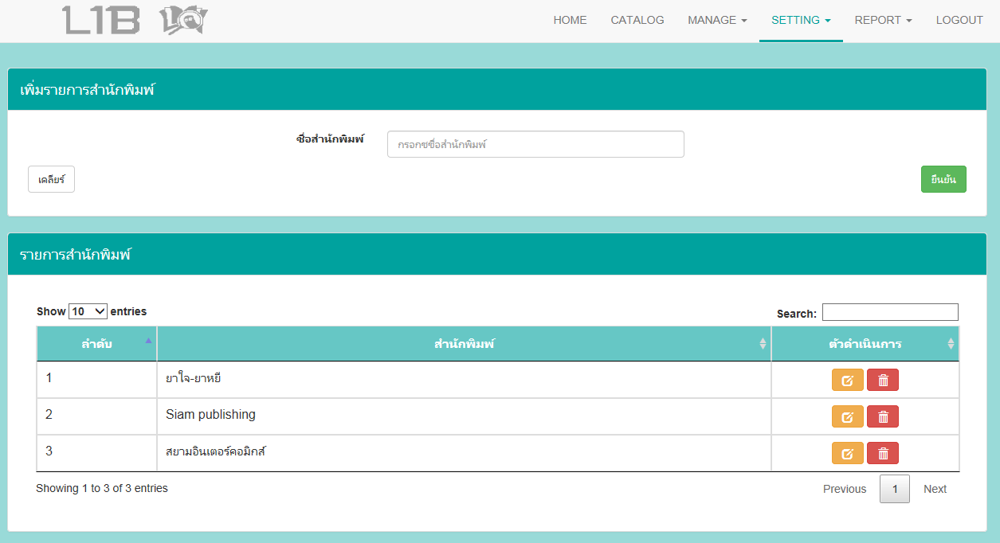 L1B
HOME CATALOG MANAGE SETTING REPORT LOGOUT
เพิ่มรายการสำนักพิมพ์
ชื่อสำนักพิมพ์ กรอกชชื่อสำนักพิมพ์
เคลียร์ ยืนยัน
รายการสำนักพิมพ์
Show 10 entries Search:
ลำดับ สำนักพิมพ์ ตัวดำเนินการ
1 ยาใจ-ยาหยี
2 Siam publishing
3 สยามอินเตอร์คอมิกส์
Showing 1 to 3 of 3 entries Previous 1 Next